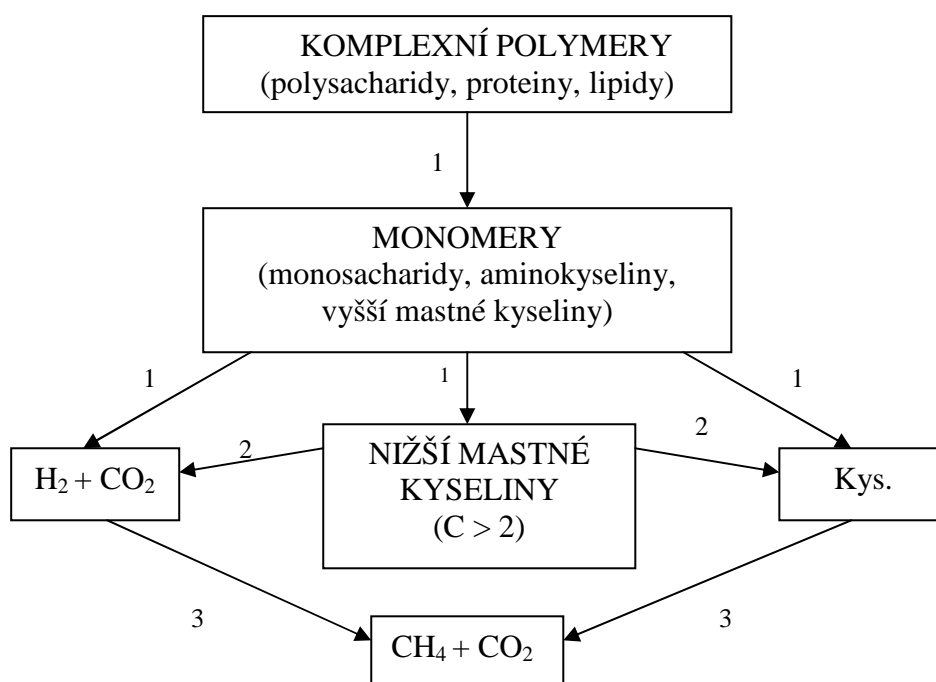 KOMPLEXNÍ POLYMERY
(polysacharidy, proteiny, lipidy)
1
MONOMERY
(monosacharidy, aminokyseliny,
vyšší mastné kyseliny)
1
1
1
2
2
H₂ + CO₂
NIŽŠÍ MASTNÉ
KYSELINY
(C > 2)
Kys.
3
3
CH₄ + CO₂